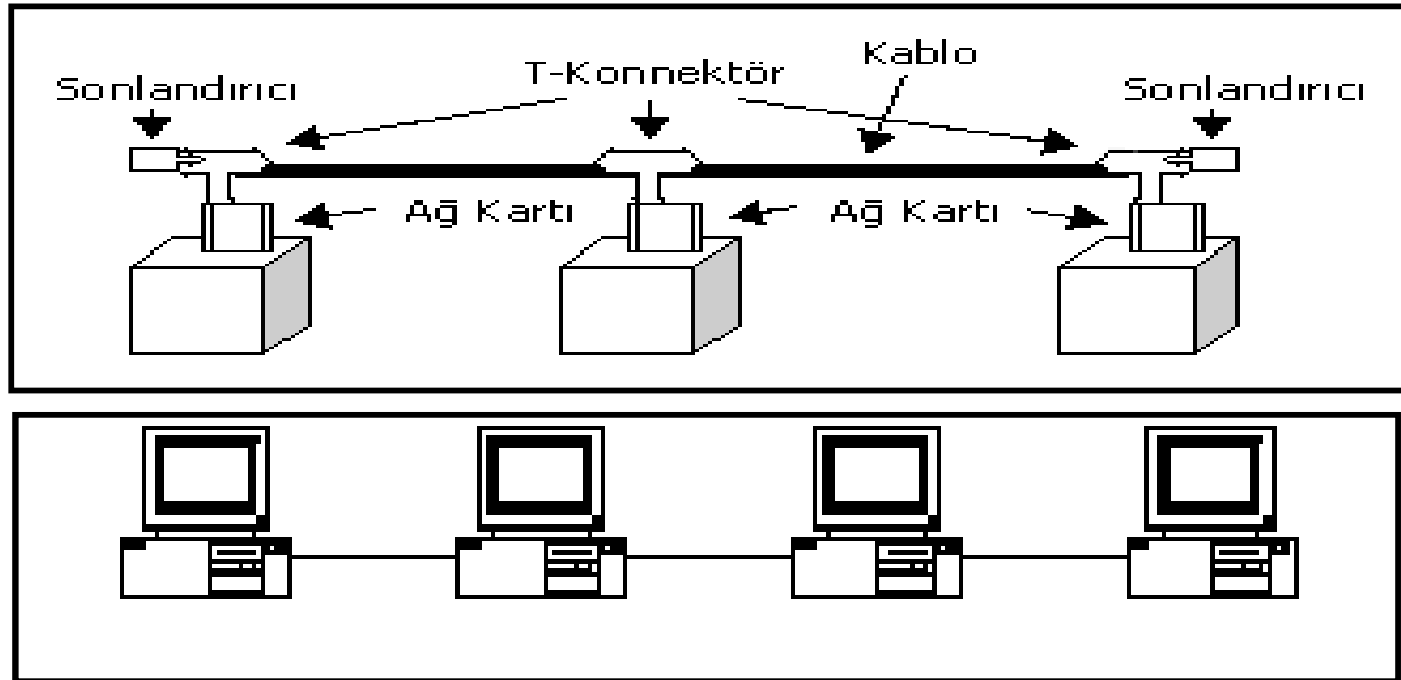 Kablo
T-Konnektör
Sonlandırıcı
Sonlandırıcı
Ağ Kartı
Ağ Kartı